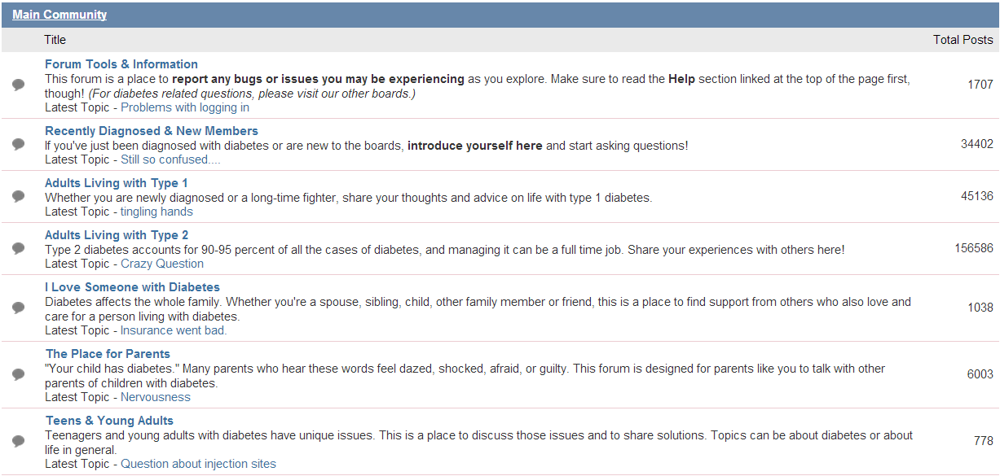 Main Community
Title Total Posts
Forum Tools & Information
This forum is a place to report any bugs or issues you may be experiencing as you explore. Make sure to read the Help section linked at the top of the page first,
though! (For diabetes related questions, please visit our other boards.)
Latest Topic - Problems with logging in
1707
Recently Diagnosed & New Members
If you've just been diagnosed with diabetes or are new to the boards, introduce yourself here and start asking questions!
Latest Topic - Still so confused....
34402
Adults Living with Type 1
Whether you are newly diagnosed or a long-time fighter, share your thoughts and advice on life with type 1 diabetes.
Latest Topic - tingling hands
45136
Adults Living with Type 2
Type 2 diabetes accounts for 90-95 percent of all the cases of diabetes, and managing it can be a full time job. Share your experiences with others here!
Latest Topic - Crazy Question
156586
I Love Someone with Diabetes
Diabetes affects the whole family. Whether you're a spouse, sibling, child, other family member or friend, this is a place to find support from others who also love and
care for a person living with diabetes.
Latest Topic - Insurance went bad.
1038
The Place for Parents
"Your child has diabetes." Many parents who hear these words feel dazed, shocked, afraid, or guilty. This forum is designed for parents like you to talk with other
parents of children with diabetes.
Latest Topic - Nervousness
6003
Teens & Young Adults
Teenagers and young adults with diabetes have unique issues. This is a place to discuss those issues and to share solutions. Topics can be about diabetes or about
life in general.
Latest Topic - Question about injection sites
778